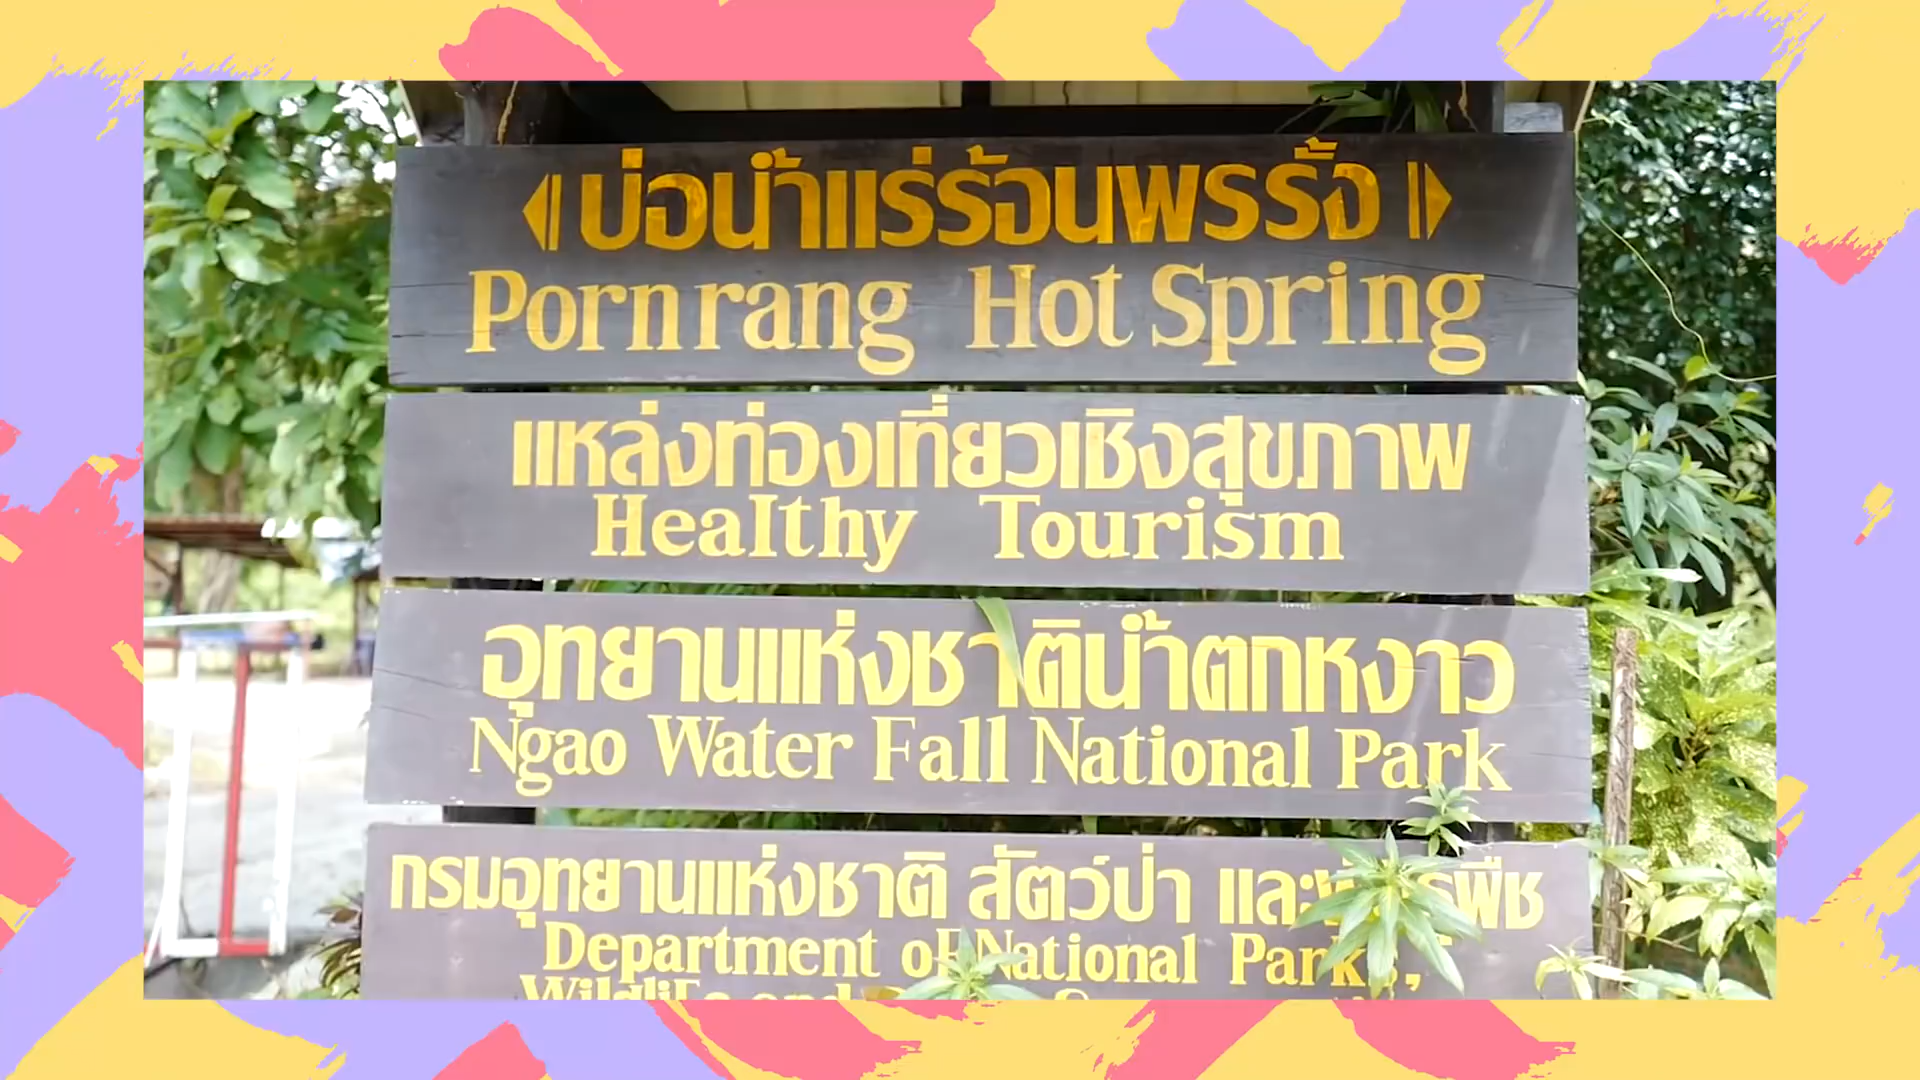 บ่อน้ำแร่ร้อนพรรั้ง
Pornrang Hot Spring
แหล่งท่องเที่ยวเชิงสุขภาพ
Healthy Tourism
อุทยานแห่งชาติน้ำตกหงาว
Ngao Water Fall National Park
กรมอุทยานแห่งชาติ สัตว์ป่า และ
Department of National Parks,
Wildlife and